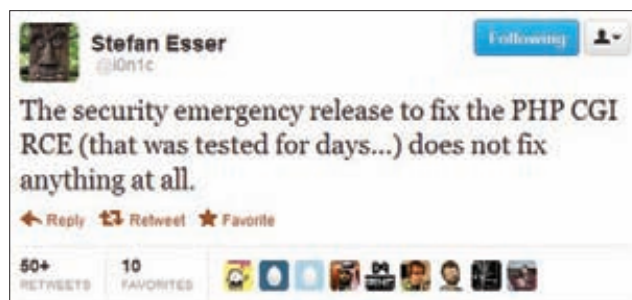 Stefan Esser
@i0n1c
Following
The security emergency release to fix the PHP CGI
RCE (that was tested for days...) does not fix
anything at all.
Reply Retweet Favorite
50+ 10
RETWEETS FAVORITES